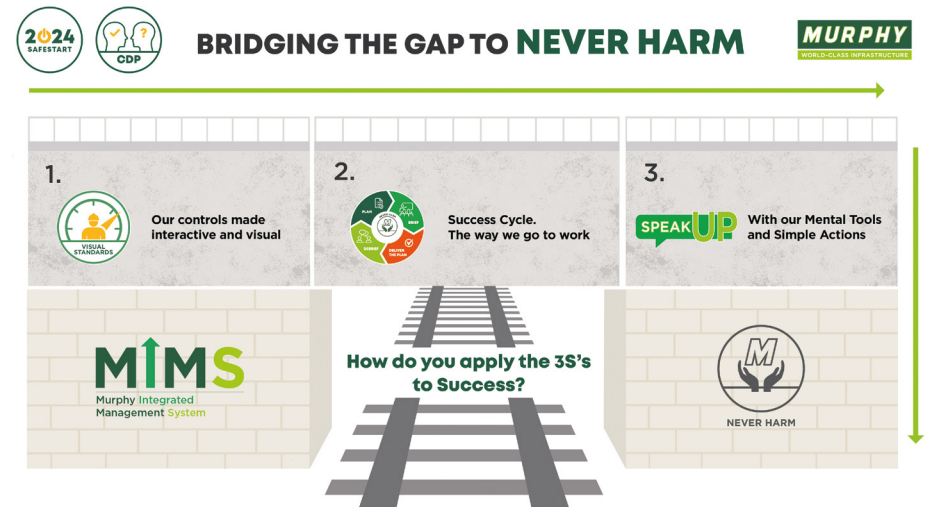 2024
SAFESTART
CDP
BRIDGING THE GAP TO NEVER HARM
MURPHY
WORLD-CLASS INFRASTRUCTURE
1.
VISUAL
STANDARDS
Our controls made
interactive and visual
2.
PLAN
BRIEF
DELIVER
THE PLAN
DEBRIEF
Success Cycle.
The way we go to work
3.
SPEAK UP
With our Mental Tools
and Simple Actions
MIMS
Murphy Integrated
Management System
How do you apply the 3S's
to Success?
M
NEVER HARM